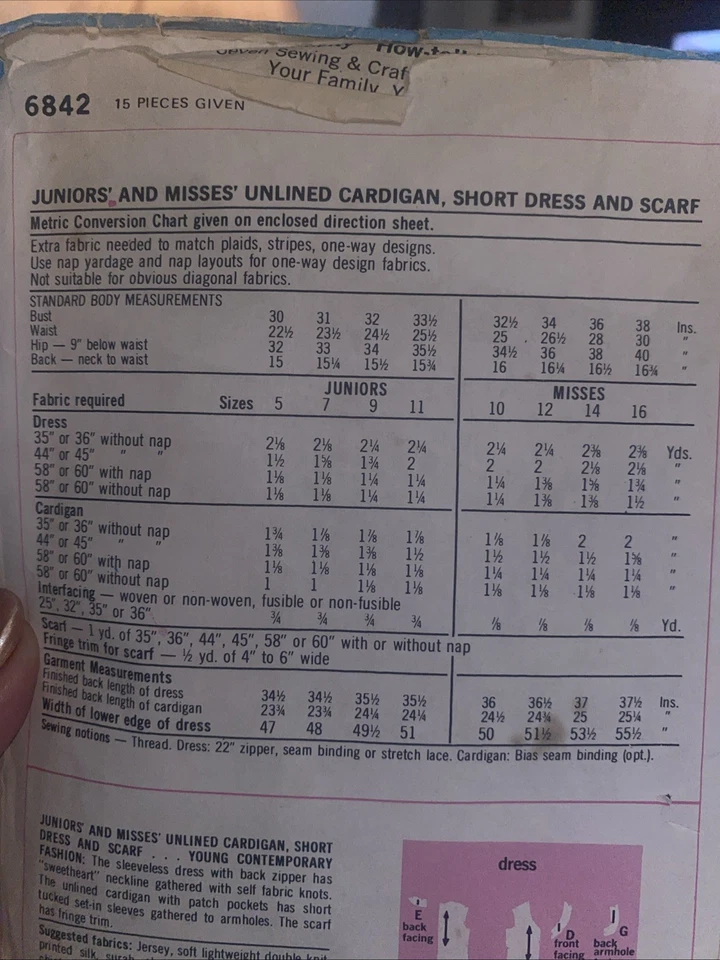 How-to
Sewing & Craf
Your Family
6842 15 PIECES GIVEN
JUNIORS' AND MISSES' UNLINED CARDIGAN, SHORT DRESS AND SCARF
Metric Conversion Chart given on enclosed direction sheet.
Extra fabric needed to match plaids, stripes, one-way designs.
Use nap yardage and nap layouts for one-way design fabrics.
Not suitable for obvious diagonal fabrics.
STANDARD BODY MEASUREMENTS
Bust 30 31 32 33½ 32½ 34 36 38 Ins.
Waist 22½ 23½ 24½ 25½ 25 26½ 28 30 "
Hip — 9" below waist 32 33 34 35½ 34½ 36 38 40 "
Back — neck to waist 15 15¼ 15½ 15¾ 16 16¼ 16½ 16¾ "
JUNIORS MISSES
Fabric required Sizes 5 7 9 11 10 12 14 16
Dress
35" or 36" without nap 2⅛ 2⅛ 2¼ 2¼ 2¼ 2¼ 2⅜ 2⅜ Yds.
44" or 45" " " 1½ 1⅝ 1¾ 2 2 2 2⅛ 2⅛ "
58" or 60" with nap 1⅛ 1⅛ 1¼ 1¼ 1¼ 1⅜ 1⅝ 1¾ "
58" or 60" without nap 1⅛ 1⅛ 1¼ 1¼ 1¼ 1⅜ 1⅜ 1½ "
Cardigan
35" or 36" without nap 1¾ 1⅞ 1⅞ 1⅞ 1⅞ 1⅞ 2 2 "
44" or 45" " " 1⅜ 1⅜ 1⅜ 1½ 1½ 1½ 1½ 1⅝ "
58" or 60" with nap 1⅛ 1⅛ 1⅛ 1⅛ 1¼ 1¼ 1¼ 1¼ "
58" or 60" without nap 1 1 1⅛ 1⅛ 1⅛ 1⅛ 1⅛ 1⅛ "
Interfacing — woven or non-woven, fusible or non-fusible
25", 32", 35" or 36" ¾ ¾ ¾ ¾ ⅞ ⅞ ⅞ ⅞ Yd.
Scarf — 1 yd. of 35", 36", 44", 45", 58" or 60" with or without nap
Fringe trim for scarf — ½ yd. of 4" to 6" wide
Garment Measurements
Finished back length of dress 34½ 34½ 35½ 35½ 36 36½ 37 37½ Ins.
Finished back length of cardigan 23¾ 23¾ 24¼ 24¼ 24½ 24¾ 25 25¼ "
Width of lower edge of dress 47 48 49½ 51 50 51½ 53½ 55½ "
Sewing notions — Thread. Dress: 22" zipper, seam binding or stretch lace. Cardigan: Bias seam binding (opt.).
JUNIORS' AND MISSES' UNLINED CARDIGAN, SHORT
DRESS AND SCARF . . . YOUNG CONTEMPORARY
FASHION: The sleeveless dress with back zipper has
"sweetheart" neckline gathered with self fabric knots.
The unlined cardigan with patch pockets has short
tucked set-in sleeves gathered to armholes. The scarf
has fringe trim.
Suggested fabrics: Jersey, soft lightweight double knit,
printed silk, surah,
dress
E
back
facing
D
front
facing
G
back
armhole